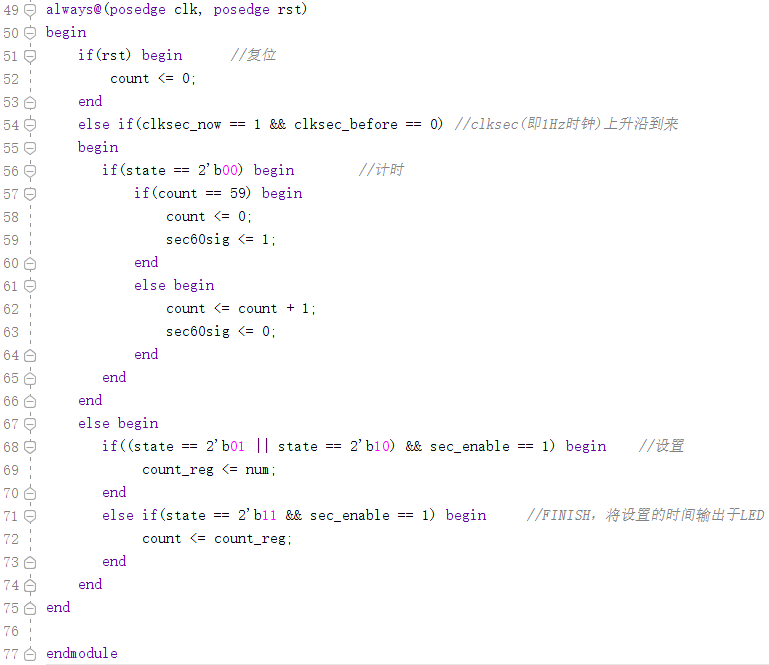 49 always@(posedge clk, posedge rst)
50 begin
51 if(rst) begin //复位
52 count <= 0;
53 end
54 else if(clksec_now == 1 && clksec_before == 0) //clksec(即1Hz时钟)上升沿到来
55 begin
56 if(state == 2'b00) begin //计时
57 if(count == 59) begin
58 count <= 0;
59 sec60sig <= 1;
60 end
61 else begin
62 count <= count + 1;
63 sec60sig <= 0;
64 end
65 end
66 end
67 else begin
68 if((state == 2'b01 || state == 2'b10) && sec_enable == 1) begin //设置
69 count_reg <= num;
70 end
71 else if(state == 2'b11 && sec_enable == 1) begin //FINISH，将设置的时间输出于LED
72 count <= count_reg;
73 end
74 end
75 end
76
77 endmodule